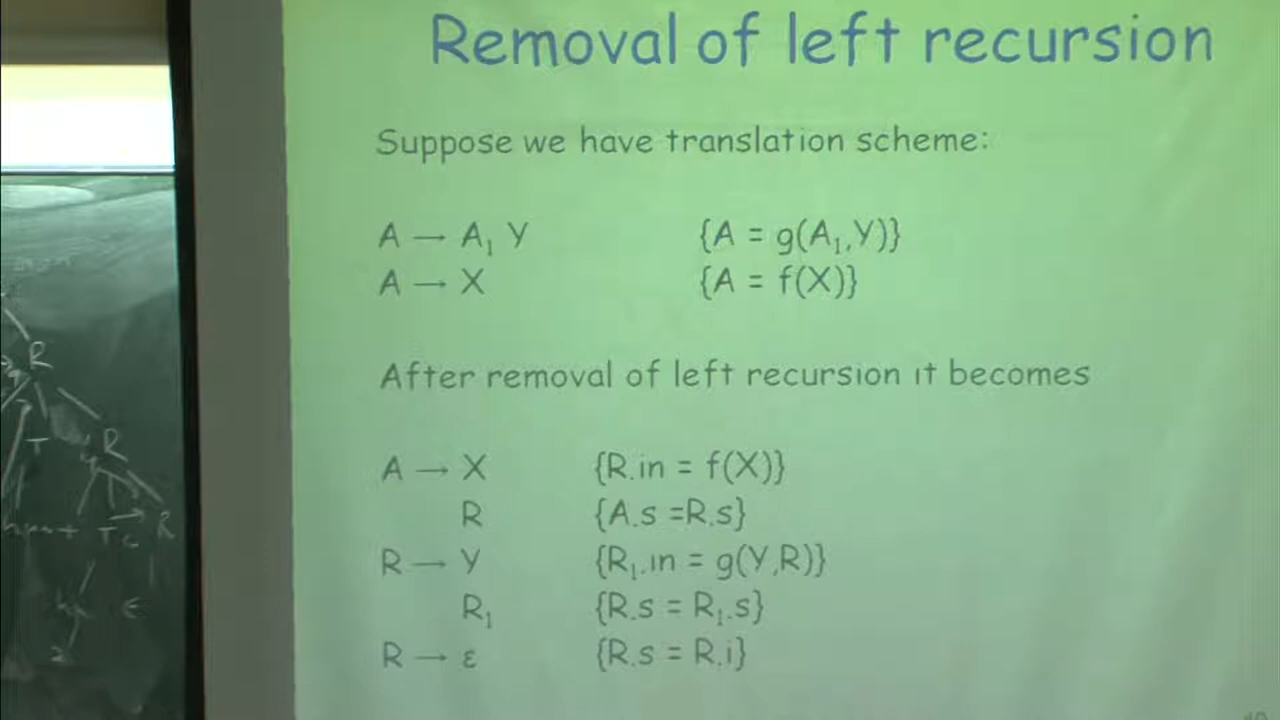 Removal of left recursion
Suppose we have translation scheme:
A → A₁ Y {A = g(A₁,Y)}
A → X {A = f(X)}
After removal of left recursion it becomes
A → X {R.in = f(X)}
R {A.s =R.s}
R → Y {R₁.in = g(Y,R)}
R₁ {R.s = R₁.s}
R → ε {R.s = R.i}
R
T R
R
ε
2